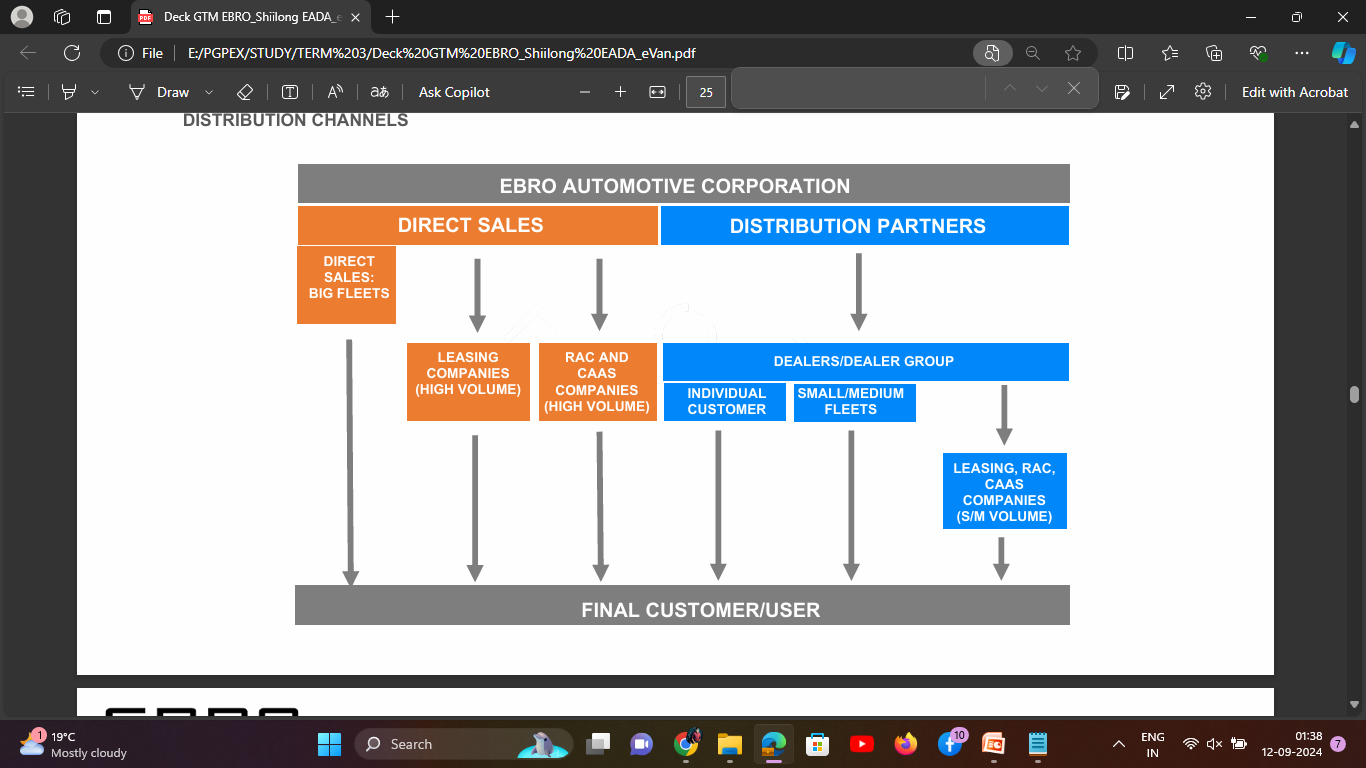 Deck GTM EBRO_Shiilong EADA_e
File
E:/PGPEX/STUDY/TERM%203/Deck%20GTM%20EBRO_Shiilong%20EADA_eVan.pdf
Draw
Ask Copilot
25
Edit with Acrobat
DISTRIBUTION CHANNELS
EBRO AUTOMOTIVE CORPORATION
DIRECT SALES
DISTRIBUTION PARTNERS
DIRECT
SALES:
BIG FLEETS
LEASING
COMPANIES
(HIGH VOLUME)
RAC AND
CAAS
COMPANIES
(HIGH VOLUME)
DEALERS/DEALER GROUP
INDIVIDUAL
CUSTOMER
SMALL/MEDIUM
FLEETS
LEASING, RAC,
CAAS
COMPANIES
(S/M VOLUME)
FINAL CUSTOMER/USER
1
19°C
Mostly cloudy
Search
10
ENG
IN
01:38
12-09-2024
7